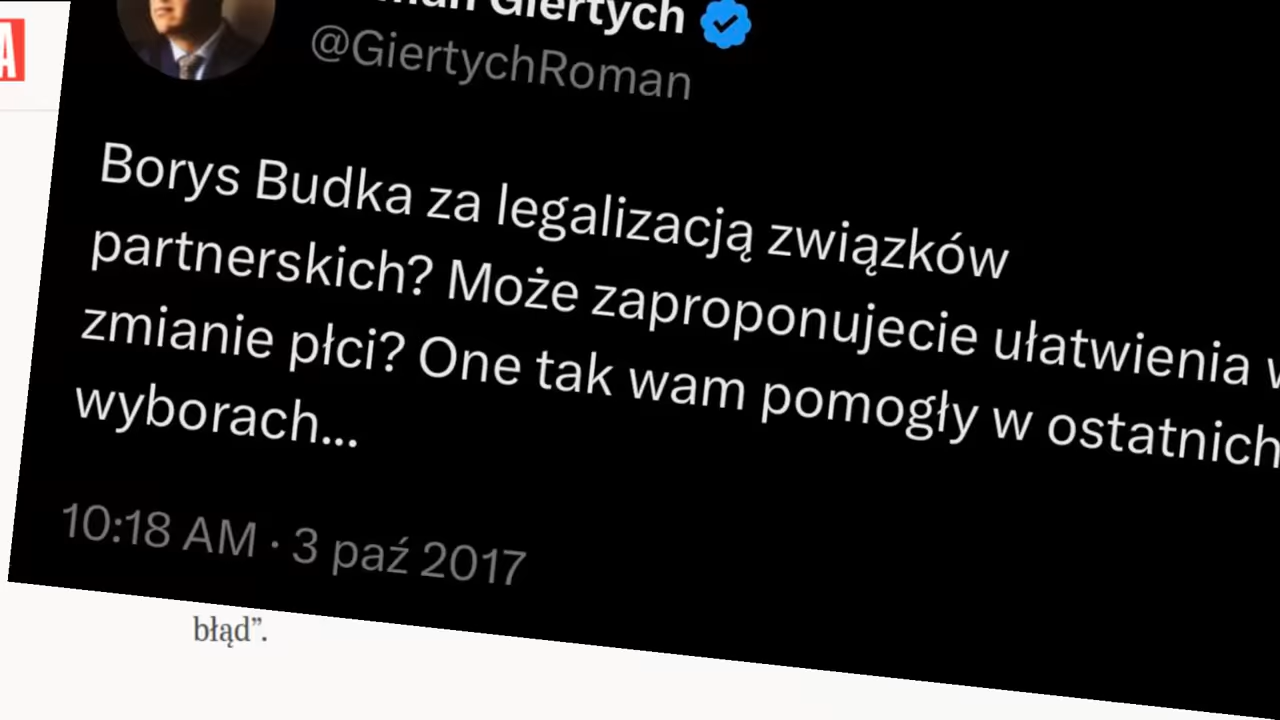 Giertych
@GiertychRoman
Borys Budka za legalizacją związków
partnerskich? Może zaproponujecie ułatwienia w
zmianie płci? One tak wam pomogły w ostatnich
wyborach...
10:18 AM · 3 paź 2017
błąd”.